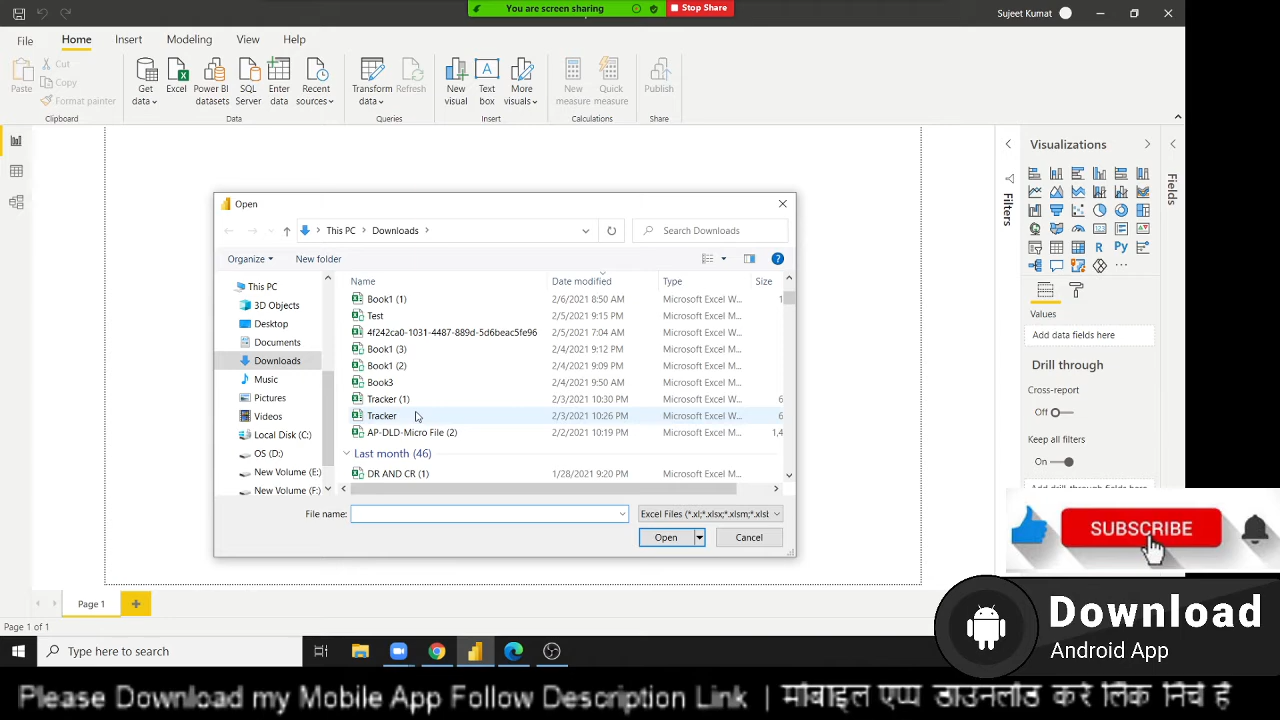 You are screen sharing
Stop Share
Sujeet Kumat
File
Home
Insert
Modeling
View
Help
Paste
Cut
Copy
Format painter
Clipboard
Get data
Excel
Power BI datasets
SQL Server
Enter data
Recent sources
Data
Transform data
Refresh
Queries
New visual
Text box
More visuals
Insert
New measure
Quick measure
Calculations
Publish
Share
Visualizations
Fields
Filters
Open
This PC
Downloads
Search Downloads
Organize
New folder
Name
Date modified
Type
Size
This PC
3D Objects
Desktop
Documents
Downloads
Music
Pictures
Videos
Local Disk (C:)
OS (D:)
New Volume (E:)
New Volume (F:)
Book1 (1) 2/6/2021 8:50 AM Microsoft Excel W... 1
Test 2/5/2021 9:15 PM Microsoft Excel W...
4f242ca0-1031-4487-889d-5d6beac5fe96 2/5/2021 7:04 AM Microsoft Excel W...
Book1 (3) 2/4/2021 9:12 PM Microsoft Excel W...
Book1 (2) 2/4/2021 9:09 PM Microsoft Excel W...
Book3 2/4/2021 9:50 AM Microsoft Excel W...
Tracker (1) 2/3/2021 10:30 PM Microsoft Excel W... 6
Tracker 2/3/2021 10:26 PM Microsoft Excel W... 6
AP-DLD-Micro File (2) 2/2/2021 10:19 PM Microsoft Excel W... 1,4
Last month (46)
DR AND CR (1) 1/28/2021 9:20 PM Microsoft Excel W...
File name:
Excel Files (*.xl;*.xlsx;*.xlsm;*.xlst
Open
Cancel
R
Py
Values
Add data fields here
Drill through
Cross-report
Off
Keep all filters
On
SUBSCRIBE
Download
Android App
Page 1
Page 1 of 1
Type here to search
Please Download my Mobile App Follow Description Link | मोबाइल एप्प डाउनलोड करे लिंक निचे है